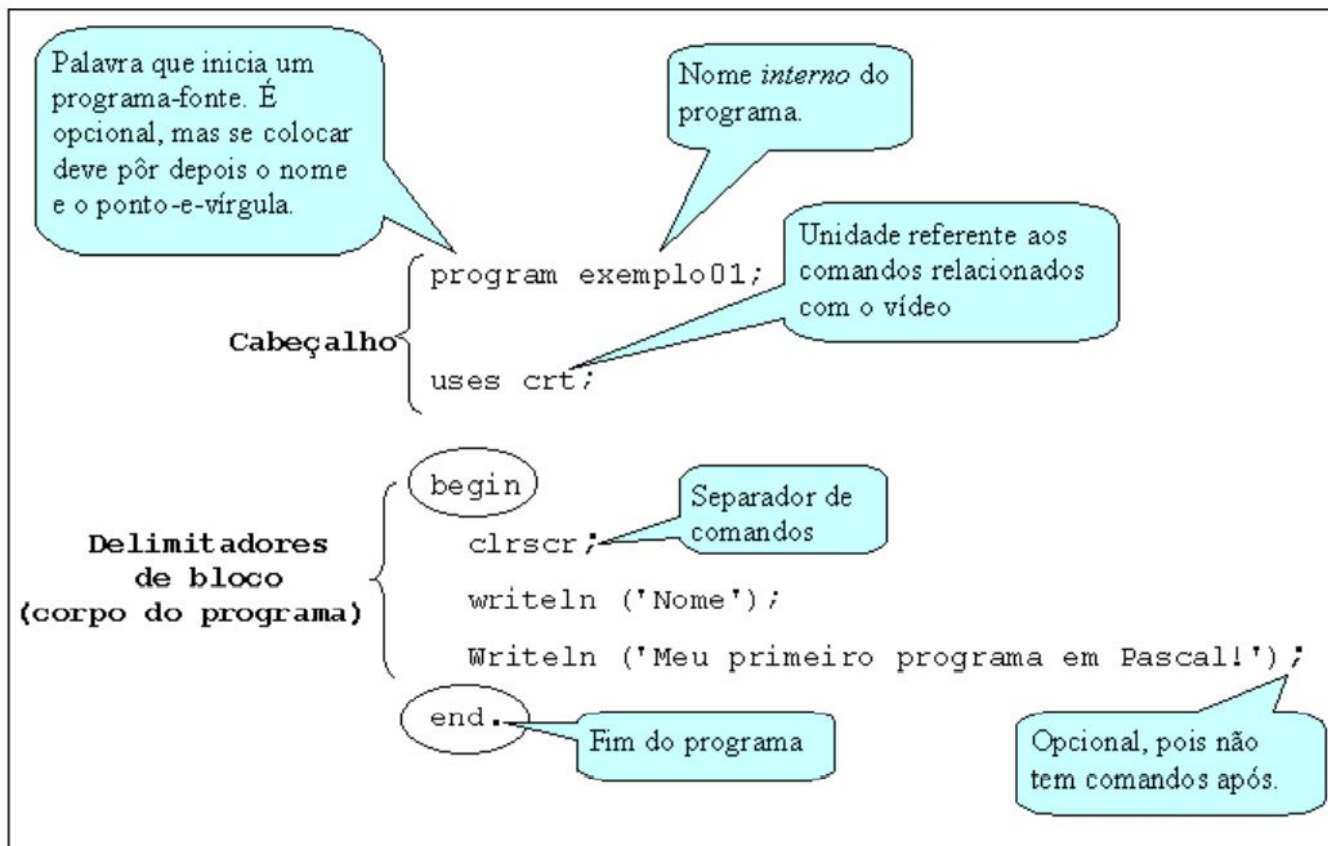 Palavra que inicia um
programa-fonte. É
opcional, mas se colocar
deve pôr depois o nome
e o ponto-e-vírgula.
Nome interno do
programa.
Unidade referente aos
comandos relacionados
com o vídeo
program exemplo01;
Cabeçalho
uses crt;
begin
Separador de
comandos
clrscr;
Delimitadores
de bloco
(corpo do programa)
writeln ('Nome');
Writeln ('Meu primeiro programa em Pascal!');
end.
Fim do programa
Opcional, pois não
tem comandos após.